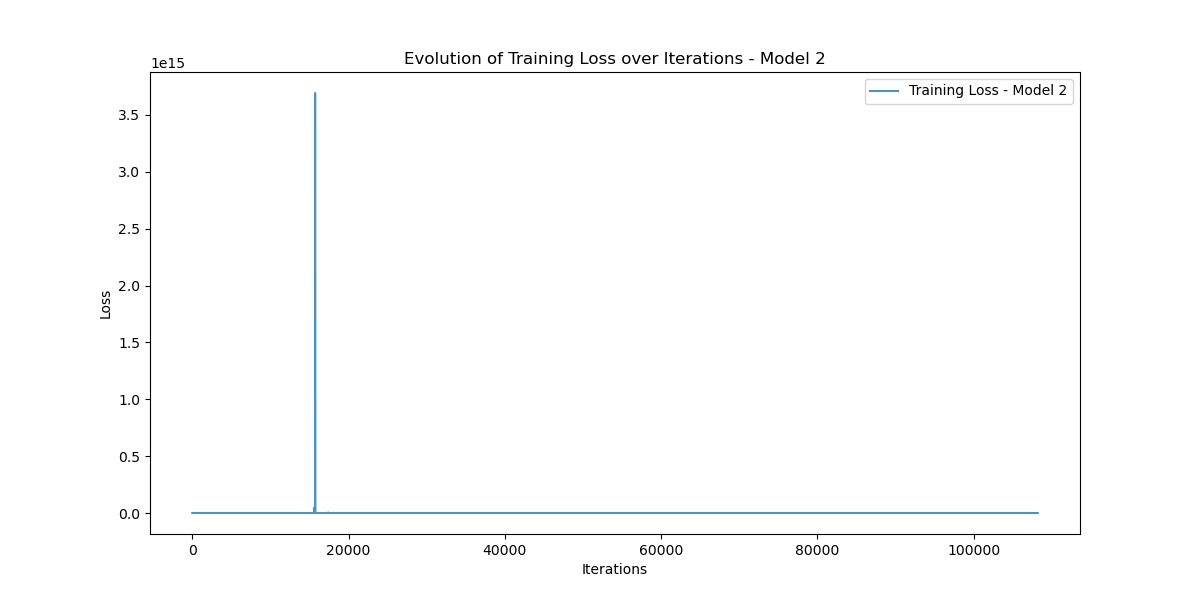 Evolution of Training Loss over Iterations - Model 2
1e15
Training Loss - Model 2
3.5
3.0
2.5
2.0
1.5
1.0
0.5
0.0
Loss
0 20000 40000 60000 80000 100000
Iterations